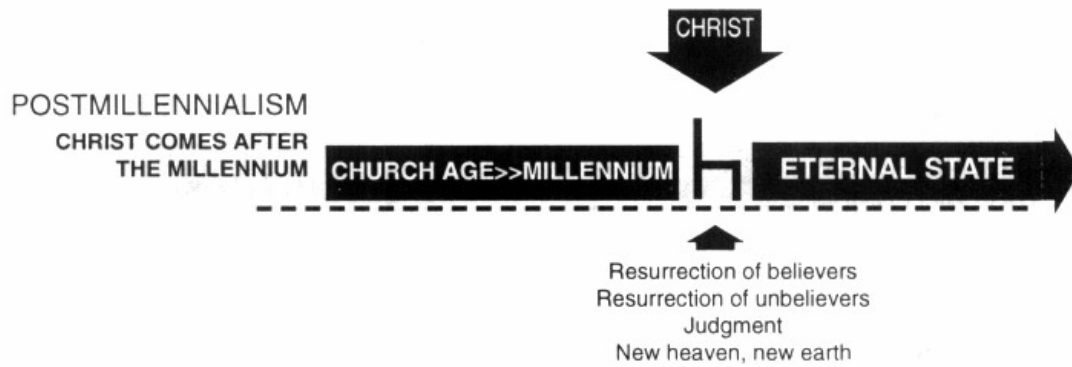 CHRIST
POSTMILLENNIALISM
CHRIST COMES AFTER
THE MILLENNIUM
CHURCH AGE>>MILLENNIUM
ETERNAL STATE
Resurrection of believers
Resurrection of unbelievers
Judgment
New heaven, new earth